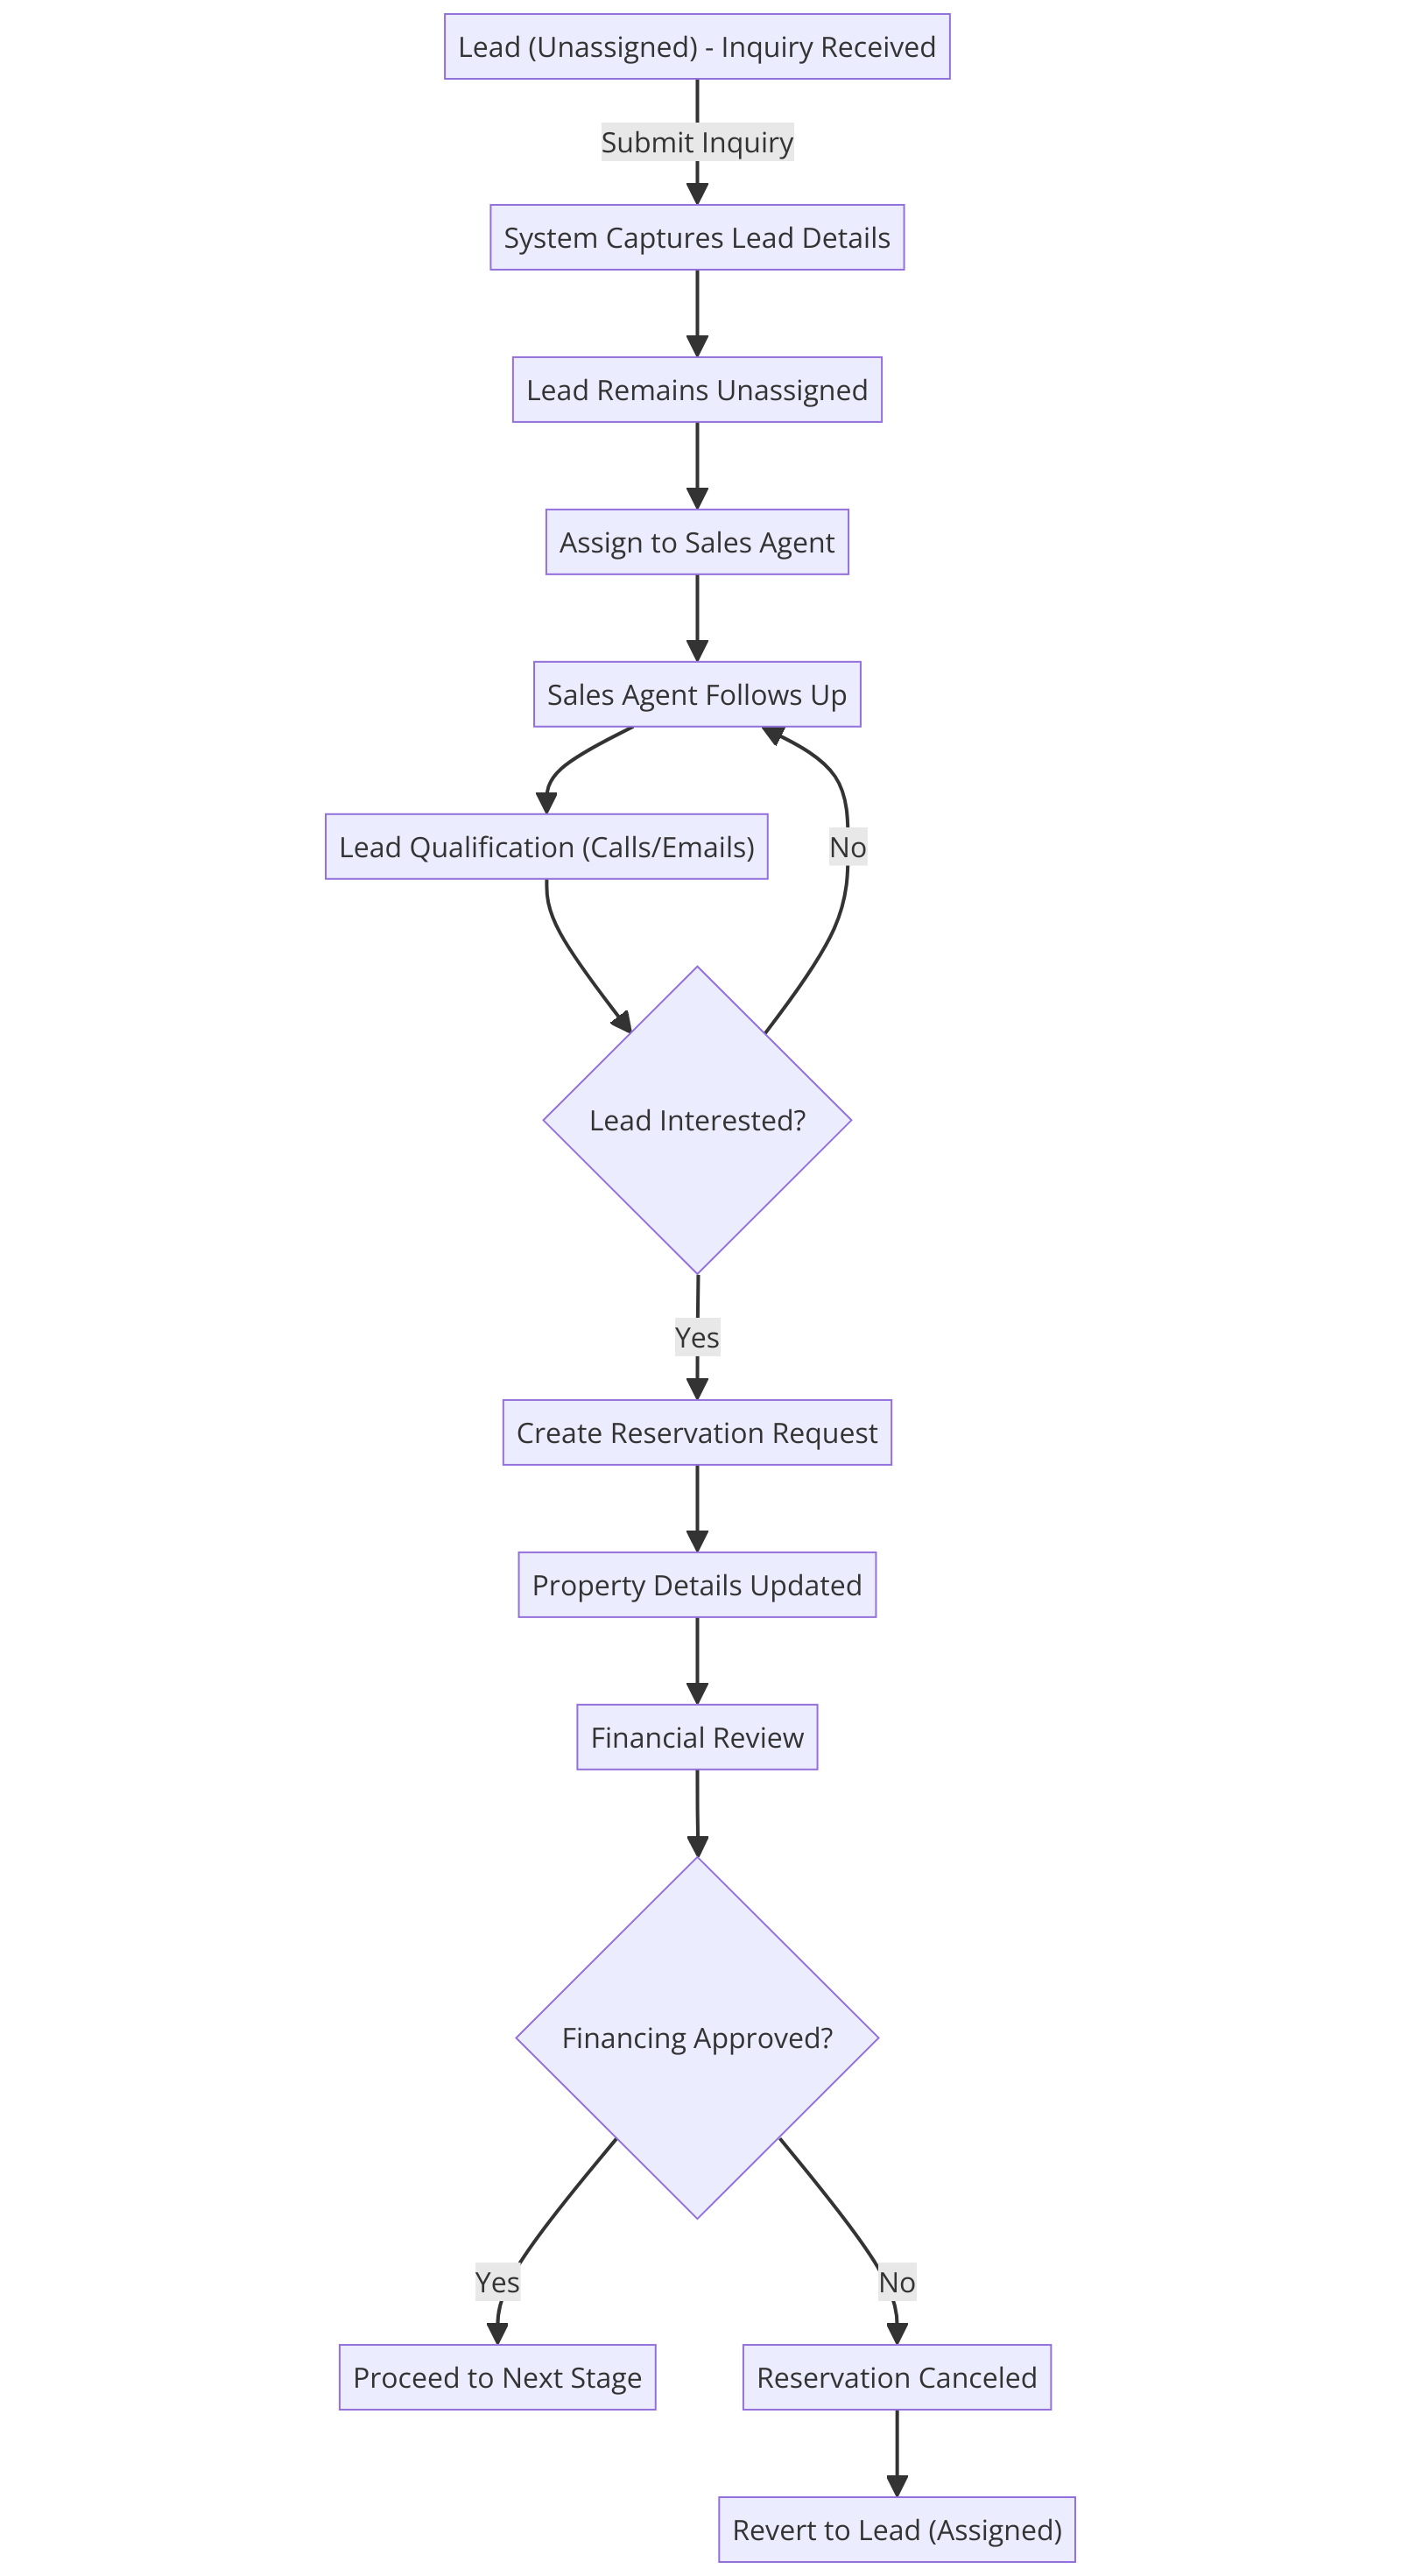 Lead (Unassigned) - Inquiry Received
Submit Inquiry
System Captures Lead Details
Lead Remains Unassigned
Assign to Sales Agent
Sales Agent Follows Up
Lead Qualification (Calls/Emails)
No
Lead Interested?
Yes
Create Reservation Request
Property Details Updated
Financial Review
Financing Approved?
Yes
No
Proceed to Next Stage
Reservation Canceled
Revert to Lead (Assigned)